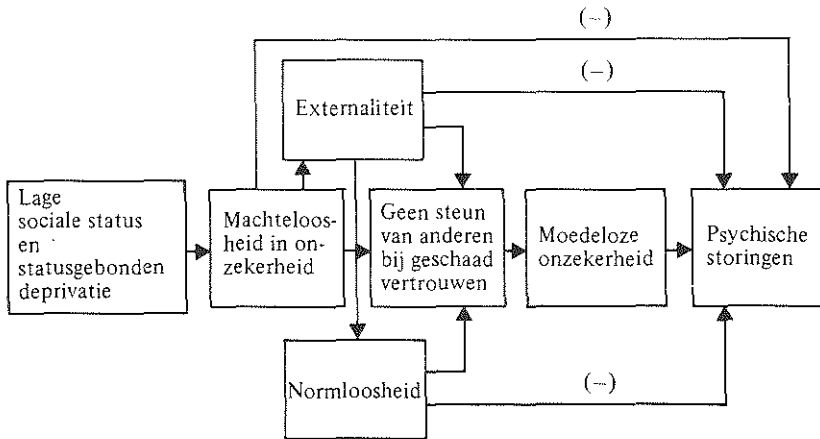 (−)
(−)
Externaliteit
Lage
sociale status
en
statusgebonden
deprivatie
Machteloos-
heid in on-
zekerheid
Geen steun
van anderen
bij geschaad
vertrouwen
Moedeloze
onzekerheid
Psychische
storingen
Normloosheid
(−)